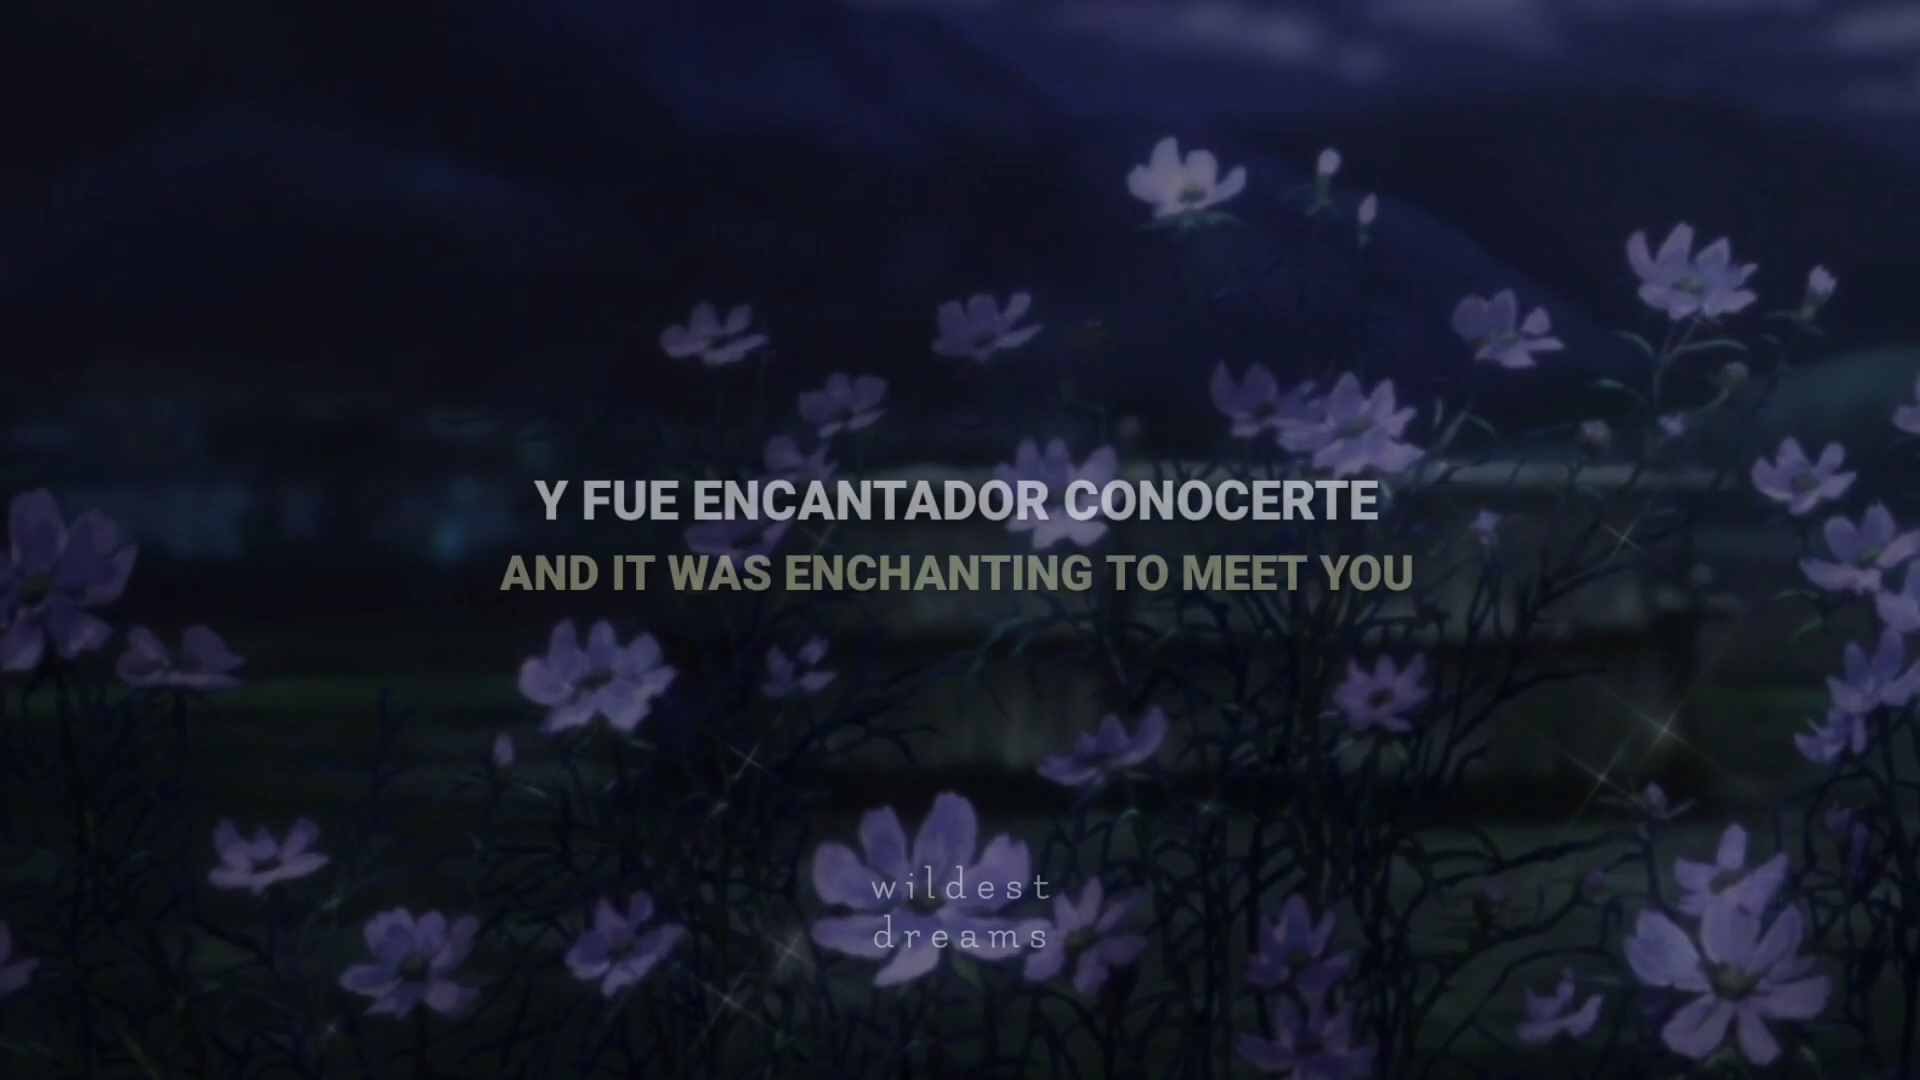 Y FUE ENCANTADOR CONOCERTE
AND IT WAS ENCHANTING TO MEET YOU
wildest
dreams